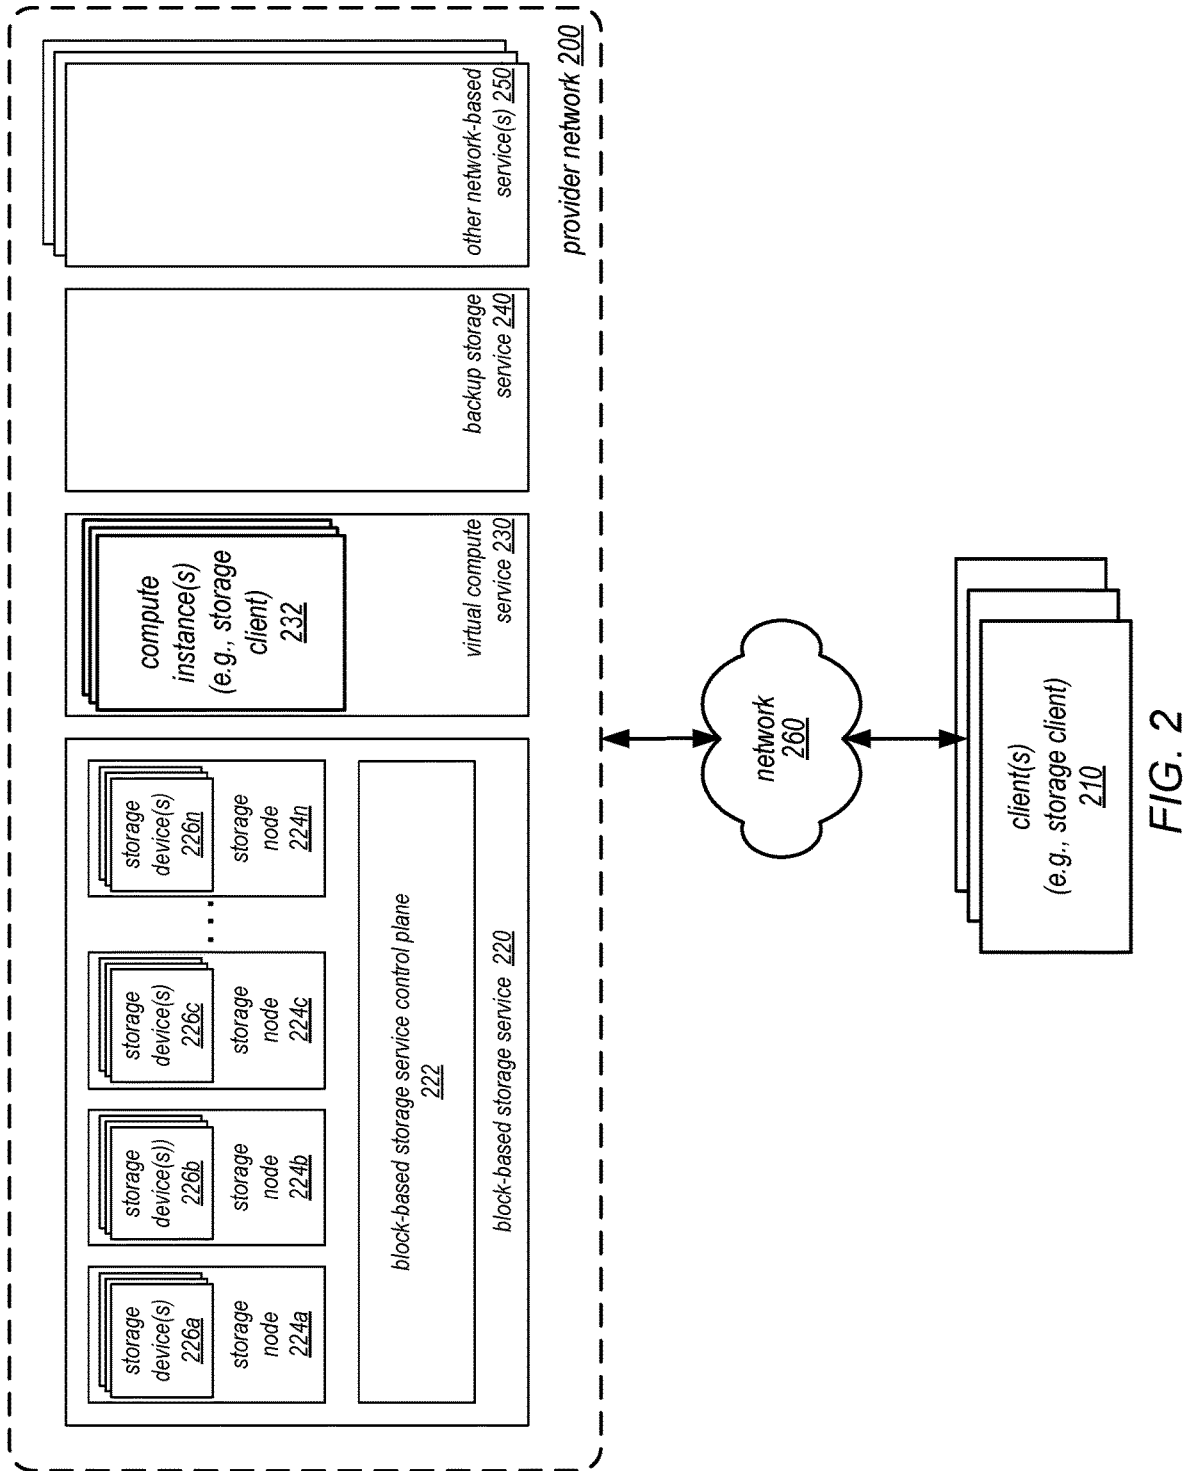 storage
device(s)
226a
storage
node
224a
storage
device(s))
226b
storage
node
224b
storage
device(s)
226c
storage
node
224c
. . .
storage
device(s)
226n
storage
node
224n
block-based storage service control plane
222
block-based storage service 220
compute
instance(s)
(e.g., storage
client)
232
virtual compute
service 230
backup storage
service 240
other network-based
service(s) 250
provider network 200
network
260
client(s)
(e.g., storage client)
210
FIG. 2